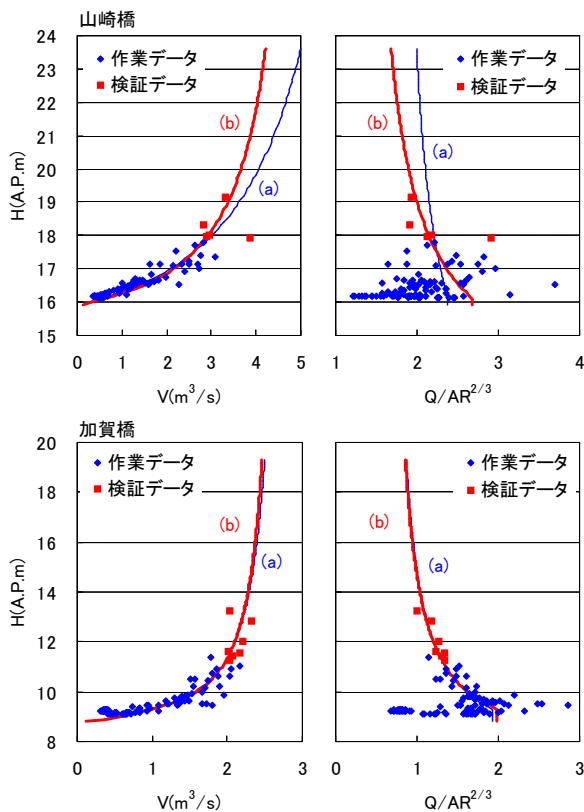 山崎橋
H(A.P.m)
24
23
22
21
20
19
18
17
16
15
0 1 2 3 4 5
V(m³/s)
作業データ
検証データ
(b)
(a)
作業データ
検証データ
(b)
(a)
1 2 3 4
Q/AR^2/3
加賀橋
H(A.P.m)
20
18
16
14
12
10
8
0 1 2 3
V(m³/s)
作業データ
検証データ
(b)
(a)
作業データ
検証データ
(b)
(a)
0 1 2 3
Q/AR^2/3